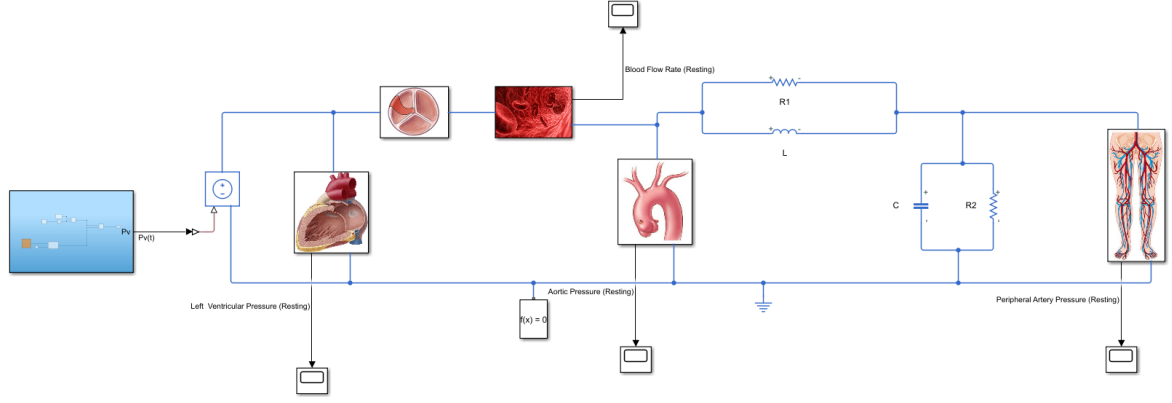 Blood Flow Rate (Resting)
+ -
R1
+ -
L
+
−
Pv
Pv(t)
C
+
-
R2
+
-
Left Ventricular Pressure (Resting)
Aortic Pressure (Resting)
Peripheral Artery Pressure (Resting)
f(x) = 0